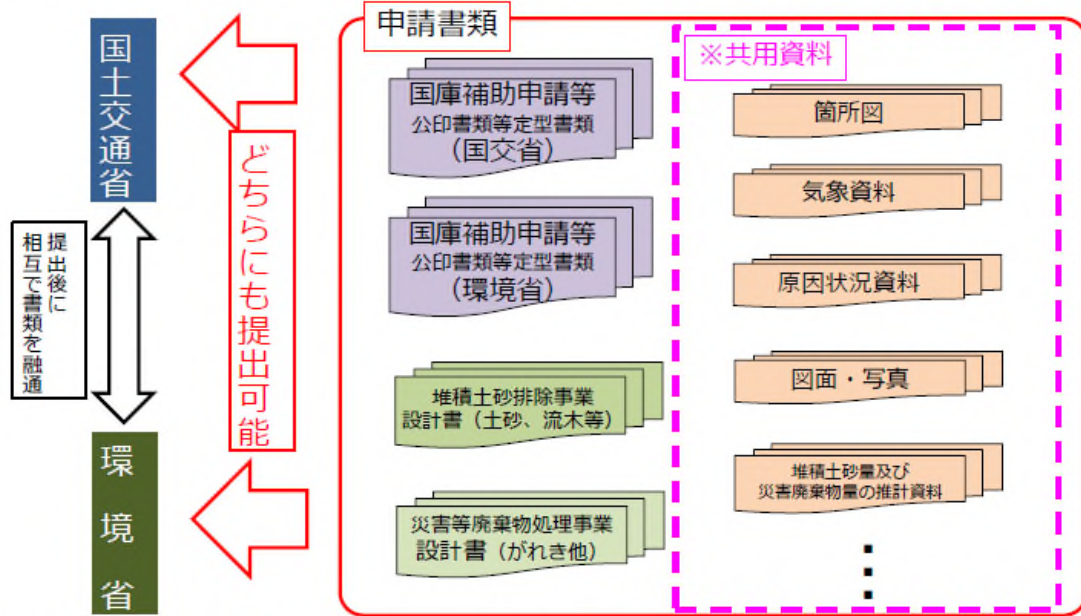 国土交通省
提出後に
相互で書類を融通
環境省
どちらにも提出可能
申請書類
国庫補助申請等
公印書類等定型書類
（国交省）
国庫補助申請等
公印書類等定型書類
（環境省）
堆積土砂排除事業
設計書（土砂、流木等）
災害等廃棄物処理事業
設計書（がれき他）
※共用資料
箇所図
気象資料
原因状況資料
図面・写真
堆積土砂量及び
災害廃棄物量の推計資料